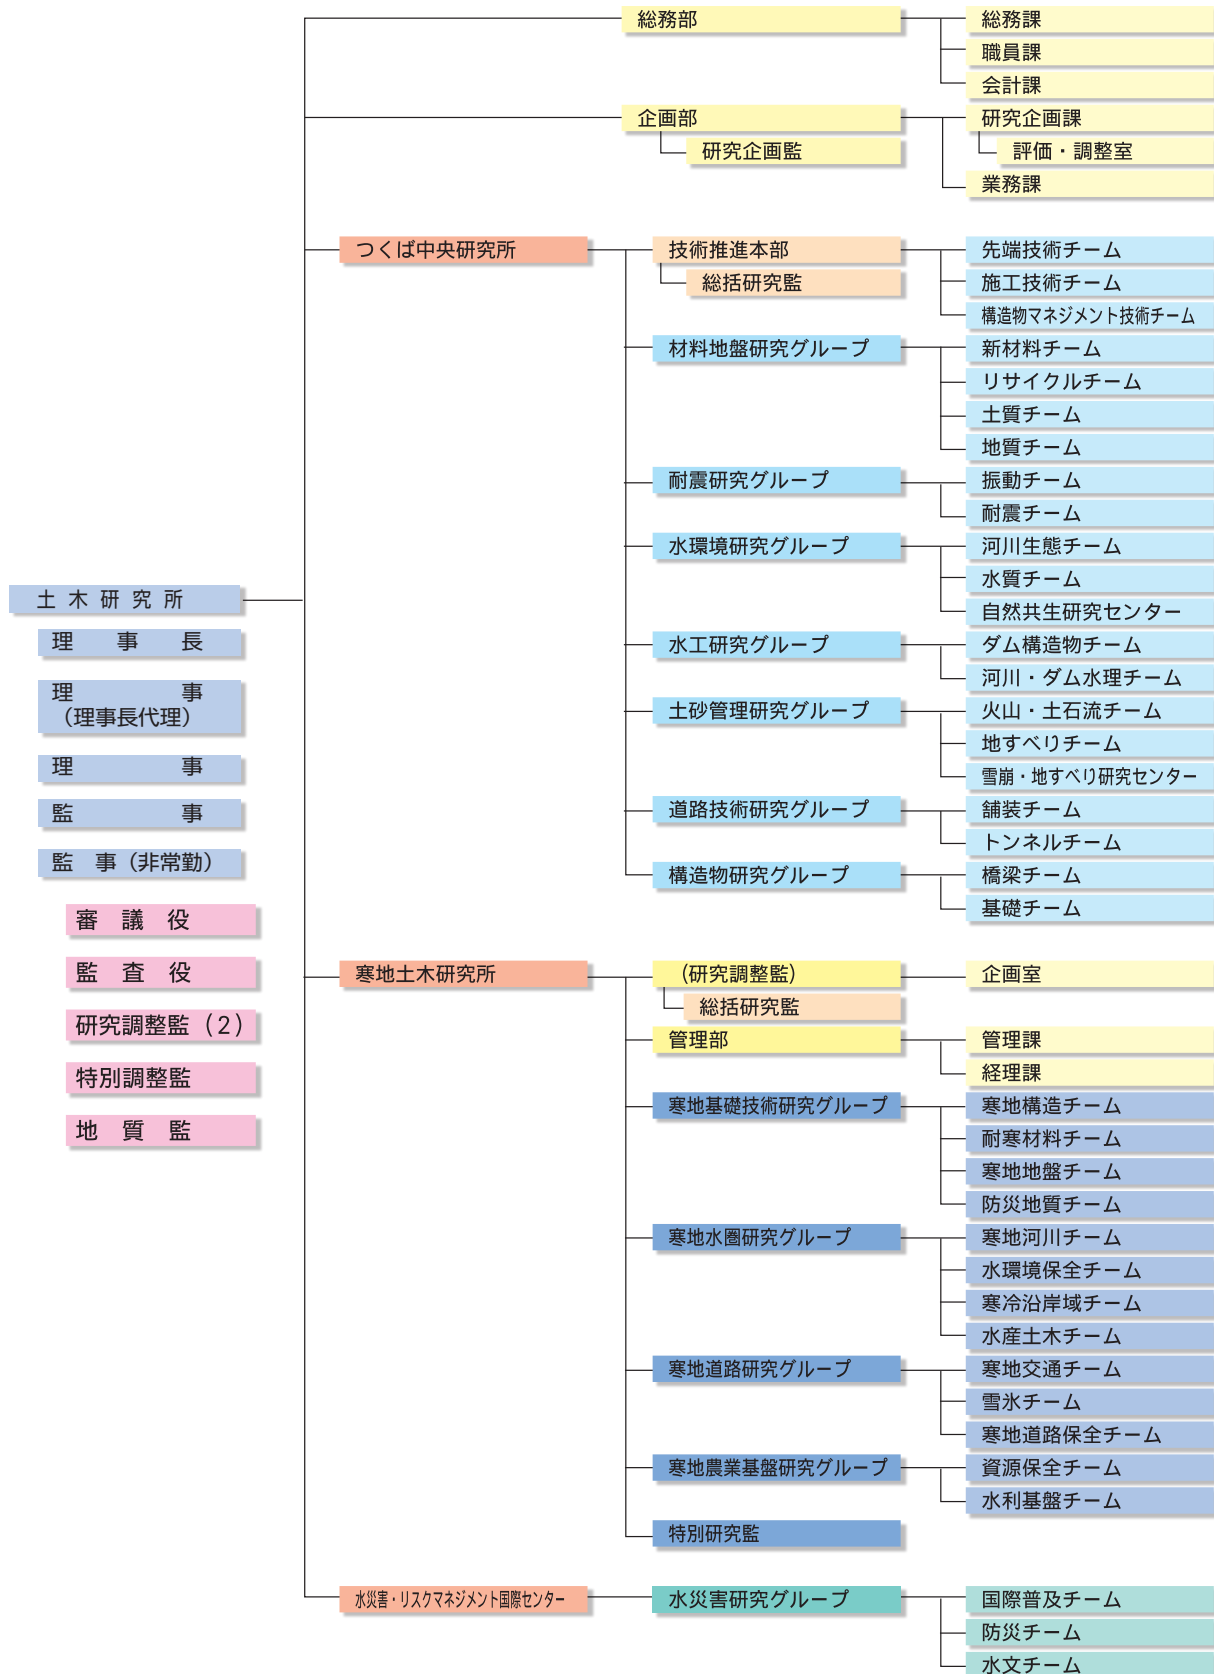 総務部
総務課
職員課
会計課
企画部
研究企画監
研究企画課
評価・調整室
業務課
つくば中央研究所
技術推進本部
総括研究監
先端技術チーム
施工技術チーム
構造物マネジメント技術チーム
材料地盤研究グループ
新材料チーム
リサイクルチーム
土質チーム
地質チーム
耐震研究グループ
振動チーム
耐震チーム
水環境研究グループ
河川生態チーム
水質チーム
自然共生研究センター
水工研究グループ
ダム構造物チーム
河川・ダム水理チーム
土砂管理研究グループ
火山・土石流チーム
地すべりチーム
雪崩・地すべり研究センター
道路技術研究グループ
舗装チーム
トンネルチーム
構造物研究グループ
橋梁チーム
基礎チーム
土木研究所
理事長
理事
（理事長代理）
理事
監事
監事（非常勤）
審議役
監査役
研究調整監（2）
特別調整監
地質監
寒地土木研究所
（研究調整監）
総括研究監
企画室
管理部
管理課
経理課
寒地基礎技術研究グループ
寒地構造チーム
耐寒材料チーム
寒地地盤チーム
防災地質チーム
寒地水圏研究グループ
寒地河川チーム
水環境保全チーム
寒冷沿岸域チーム
水産土木チーム
寒地道路研究グループ
寒地交通チーム
雪氷チーム
寒地道路保全チーム
寒地農業基盤研究グループ
資源保全チーム
水利基盤チーム
特別研究監
水災害・リスクマネジメント国際センター
水災害研究グループ
国際普及チーム
防災チーム
水文チーム